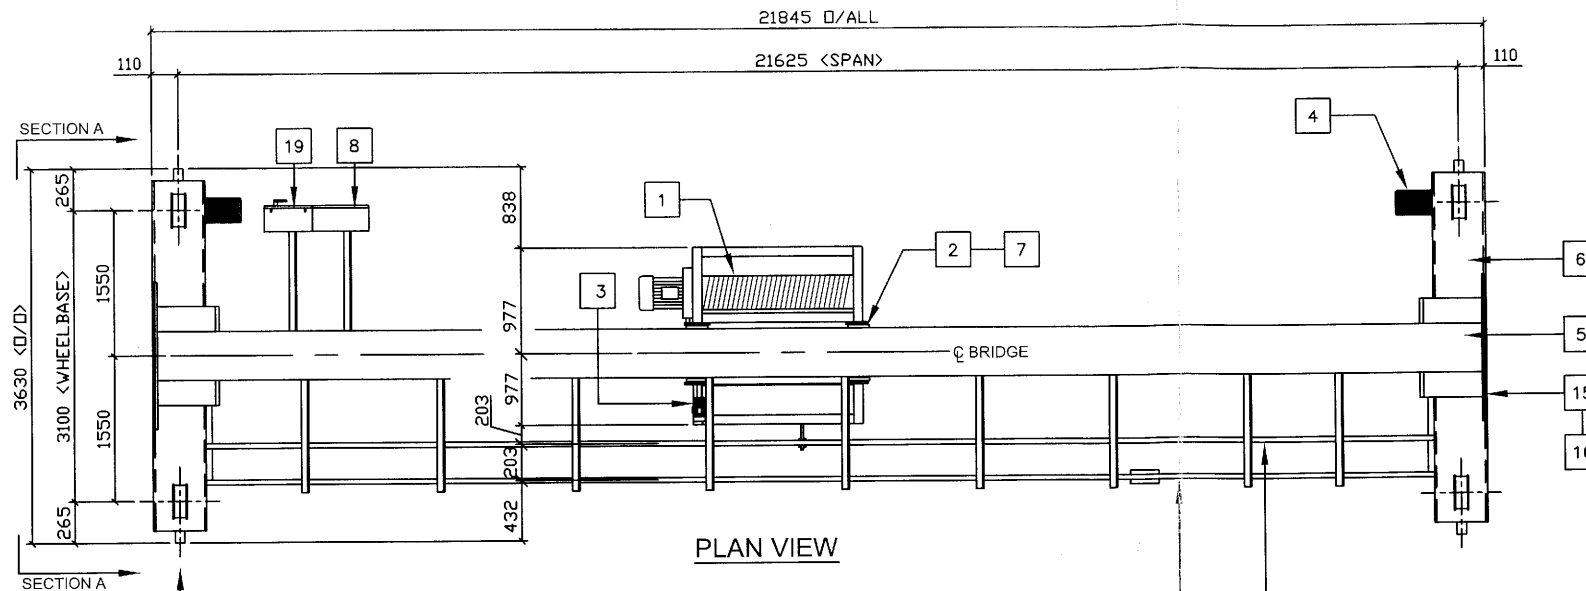 21845 O/ALL
110
21625 <SPAN>
110
SECTION A
19
8
4
265
838
1
2
7
6
3
1550
977
3630 <O/O>
3100 <WHEELBASE>
℄ BRIDGE
5
977
15
203
1550
16
203
265
432
PLAN VIEW
SECTION A